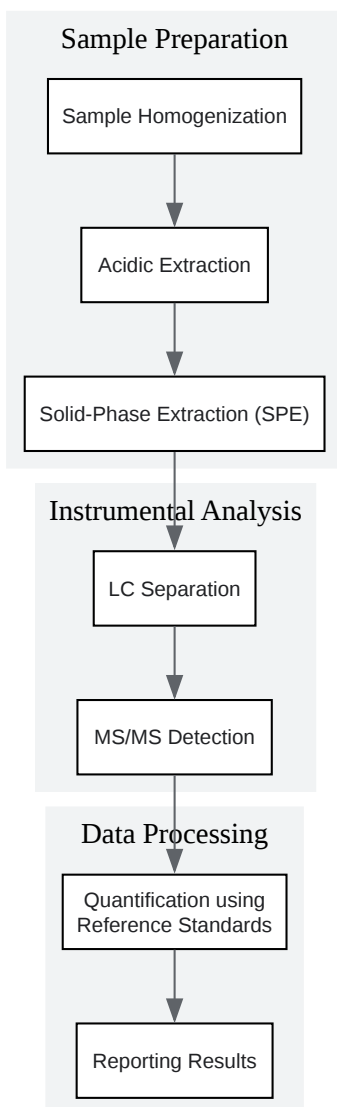 Sample Preparation
Sample Homogenization
Acidic Extraction
Solid-Phase Extraction (SPE)
Instrumental Analysis
LC Separation
MS/MS Detection
Data Processing
Quantification using
Reference Standards
Reporting Results